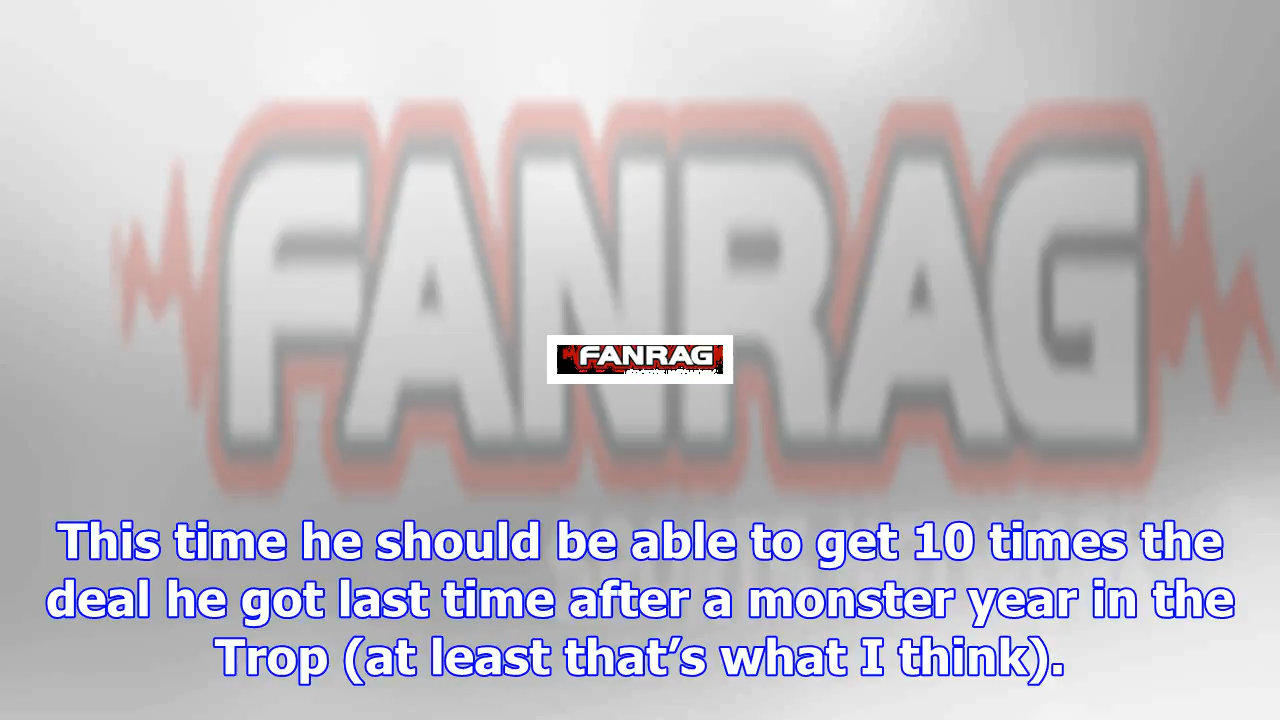 FANRAG
FANRAG
This time he should be able to get 10 times the
deal he got last time after a monster year in the
Trop (at least that’s what I think).